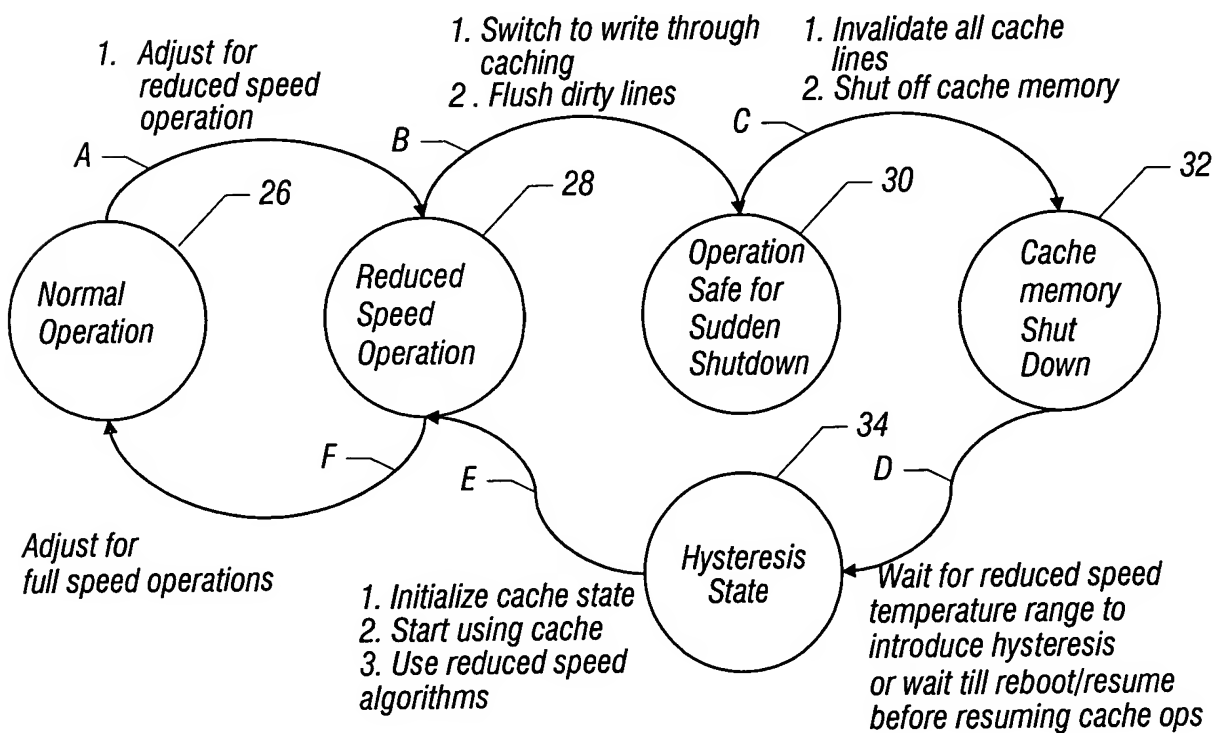 1. Adjust for
reduced speed
operation
1. Switch to write through
caching
2 . Flush dirty lines
1. Invalidate all cache
lines
2. Shut off cache memory
A
B
C
26
28
30
32
Normal
Operation
Reduced
Speed
Operation
Operation
Safe for
Sudden
Shutdown
Cache
memory
Shut
Down
34
F
E
D
Adjust for
full speed operations
Hysteresis
State
1. Initialize cache state
2. Start using cache
3. Use reduced speed
algorithms
Wait for reduced speed
temperature range to
introduce hysteresis
or wait till reboot/resume
before resuming cache ops